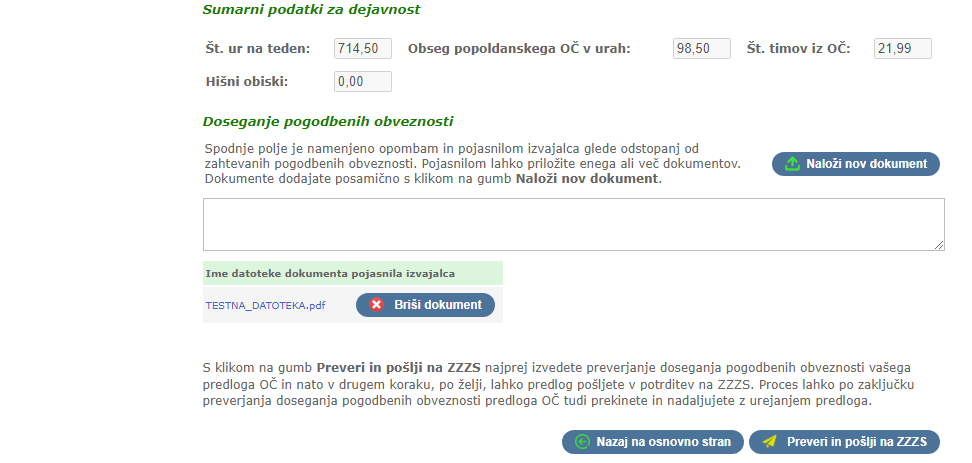 Sumarni podatki za dejavnost
Št. ur na teden: 714,50 Obseg popoldanskega OČ v urah: 98,50 Št. timov iz OČ: 21,99
Hišni obiski: 0,00
Doseganje pogodbenih obveznosti
Spodnje polje je namenjeno opombam in pojasnilom izvajalca glede odstopanj od
zahtevanih pogodbenih obveznosti. Pojasnilom lahko priložite enega ali več dokumentov.
Dokumente dodajate posamično s klikom na gumb Naloži nov dokument.
Naloži nov dokument
Ime datoteke dokumenta pojasnila izvajalca
TESTNA_DATOTEKA.pdf Briši dokument
S klikom na gumb Preveri in pošlji na ZZZS najprej izvedete preverjanje doseganja pogodbenih obveznosti vašega
predloga OČ in nato v drugem koraku, po želji, lahko predlog pošljete v potrditev na ZZZS. Proces lahko po zaključku
preverjanja doseganja pogodbenih obveznosti predloga OČ tudi prekinete in nadaljujete z urejanjem predloga.
Nazaj na osnovno stran Preveri in pošlji na ZZZS